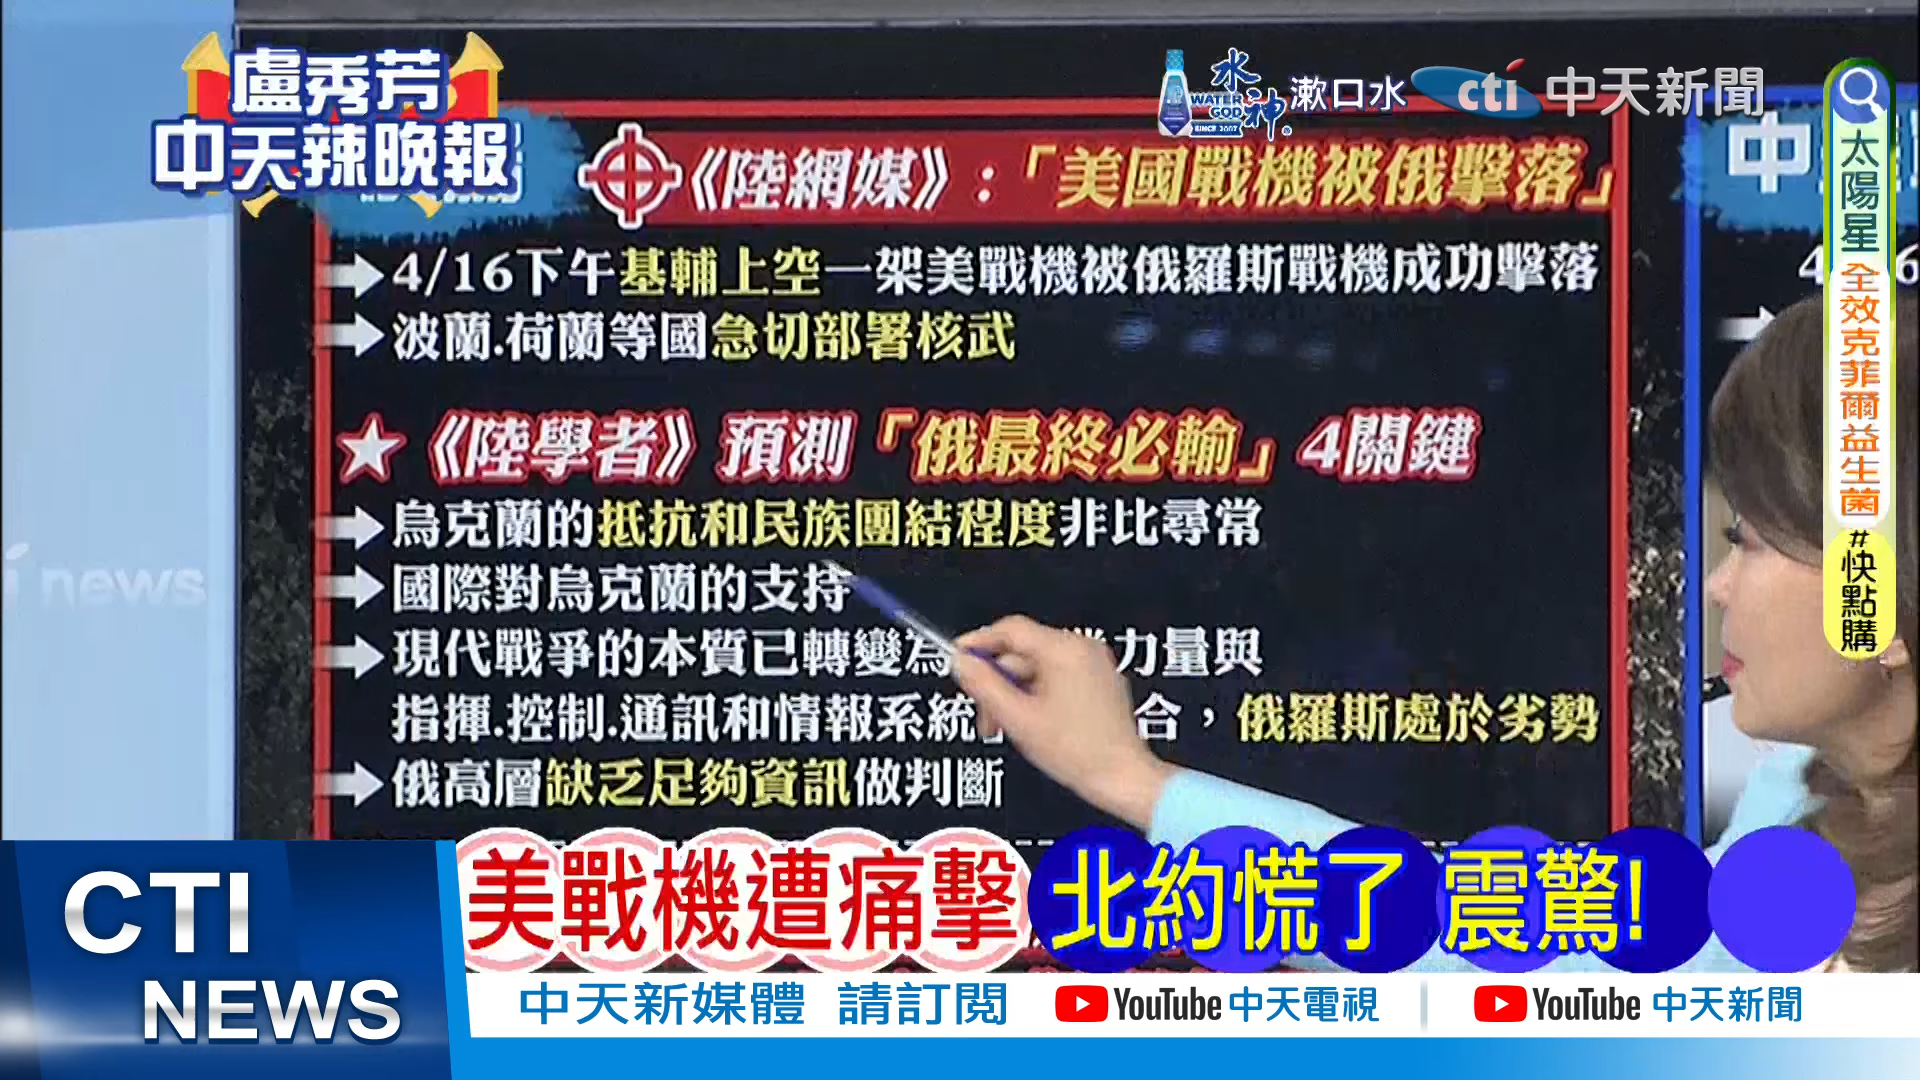 盧秀芳
中天辣晚報
水神
WATER GOD
SINCE 2007
漱口水
cti 中天新聞
太陽星 全效克菲爾益生菌 #快點購
《陸網媒》:「美國戰機被俄擊落」
4/16下午基輔上空一架美戰機被俄羅斯戰機成功擊落
波蘭.荷蘭等國急切部署核武
《陸學者》預測「俄最終必輸」4關鍵
烏克蘭的抵抗和民族團結程度非比尋常
國際對烏克蘭的支持
現代戰爭的本質已轉變為 力量與
指揮.控制.通訊和情報系統 合，俄羅斯處於劣勢
俄高層缺乏足夠資訊做判斷
news
中
美戰機遭痛擊 北約慌了 震驚!
CTI
NEWS
中天新媒體 請訂閱 YouTube 中天電視 | YouTube 中天新聞